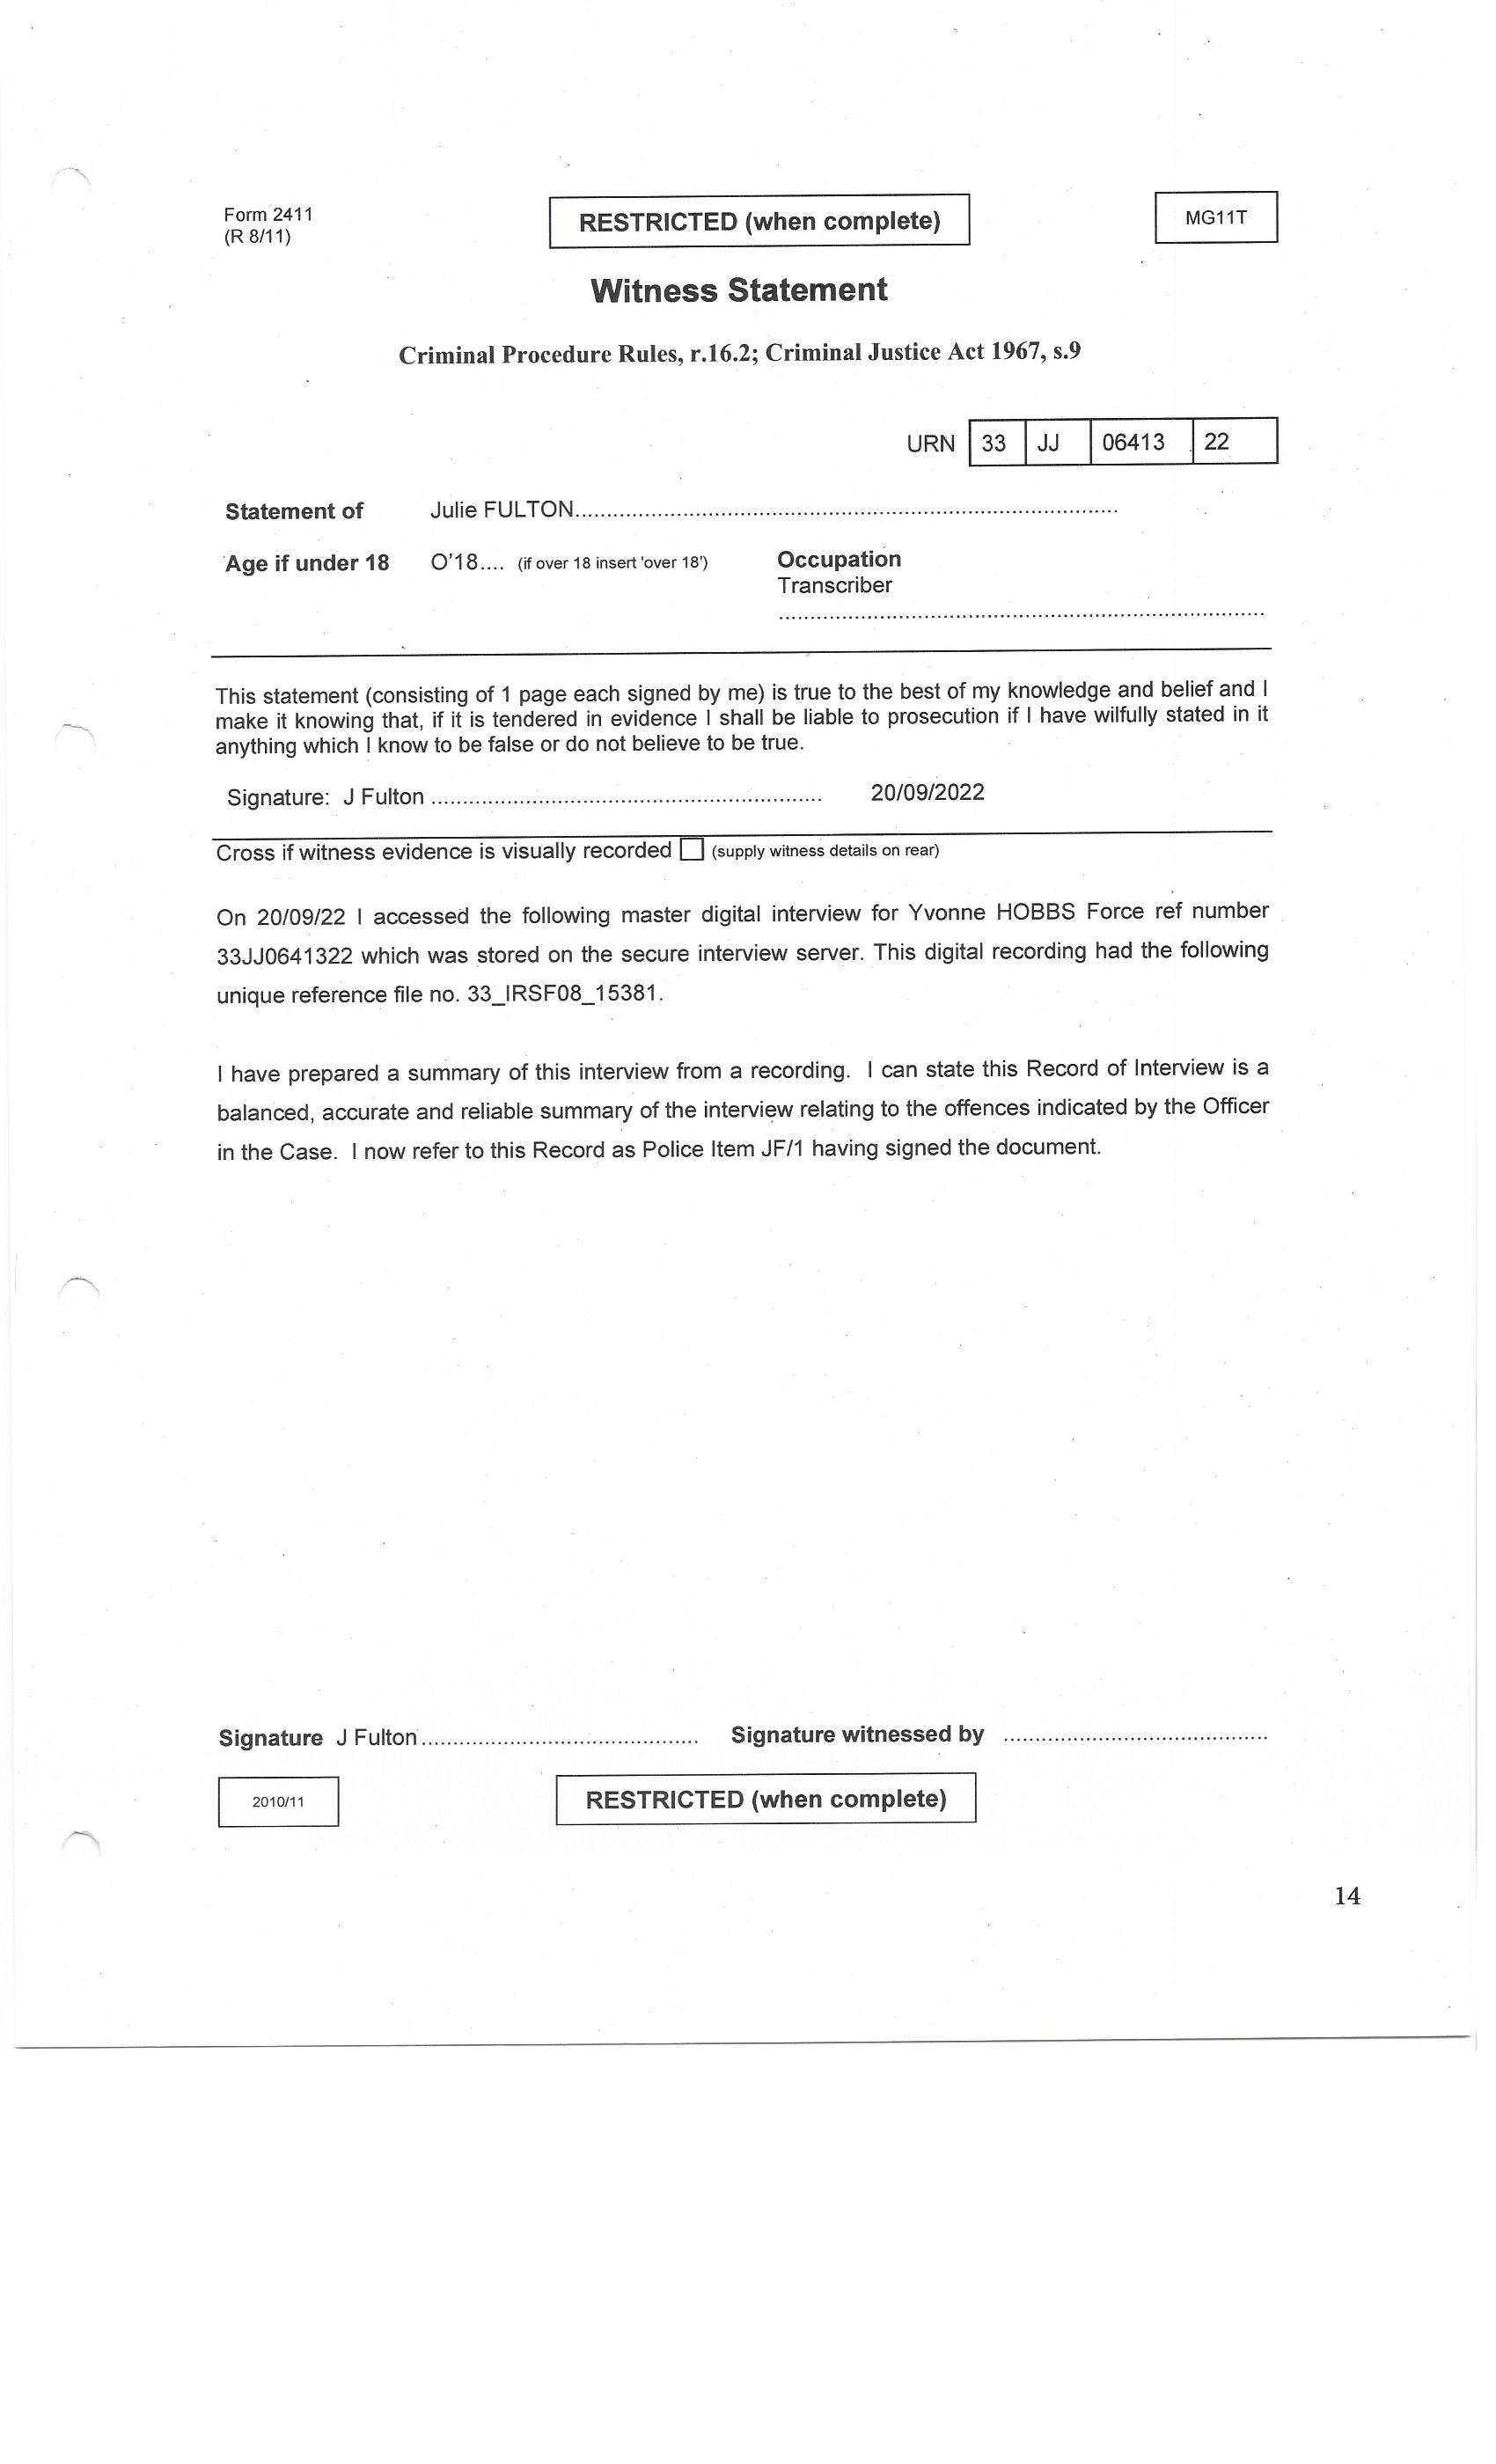 Form 2411
(R 8/11)
RESTRICTED (when complete)
MG11T
Witness Statement
Criminal Procedure Rules, r.16.2; Criminal Justice Act 1967, s.9
URN 33 JJ 06413 22
Statement of Julie FULTON
Age if under 18 O'18.... (if over 18 insert 'over 18') Occupation
Transcriber
This statement (consisting of 1 page each signed by me) is true to the best of my knowledge and belief and I
make it knowing that, if it is tendered in evidence I shall be liable to prosecution if I have wilfully stated in it
anything which I know to be false or do not believe to be true.
Signature: J Fulton 20/09/2022
Cross if witness evidence is visually recorded ☐ (supply witness details on rear)
On 20/09/22 I accessed the following master digital interview for Yvonne HOBBS Force ref number
33JJ0641322 which was stored on the secure interview server. This digital recording had the following
unique reference file no. 33_IRSF08_15381.
I have prepared a summary of this interview from a recording. I can state this Record of Interview is a
balanced, accurate and reliable summary of the interview relating to the offences indicated by the Officer
in the Case. I now refer to this Record as Police Item JF/1 having signed the document.
Signature J Fulton Signature witnessed by
2010/11
RESTRICTED (when complete)
14